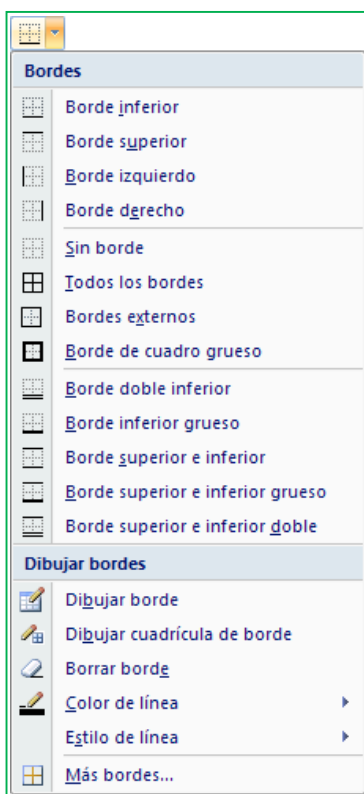 Bordes
Borde inferior
Borde superior
Borde izquierdo
Borde derecho
Sin borde
Todos los bordes
Bordes externos
Borde de cuadro grueso
Borde doble inferior
Borde inferior grueso
Borde superior e inferior
Borde superior e inferior grueso
Borde superior e inferior doble
Dibujar bordes
Dibujar borde
Dibujar cuadrícula de borde
Borrar borde
Color de línea
Estilo de línea
Más bordes...